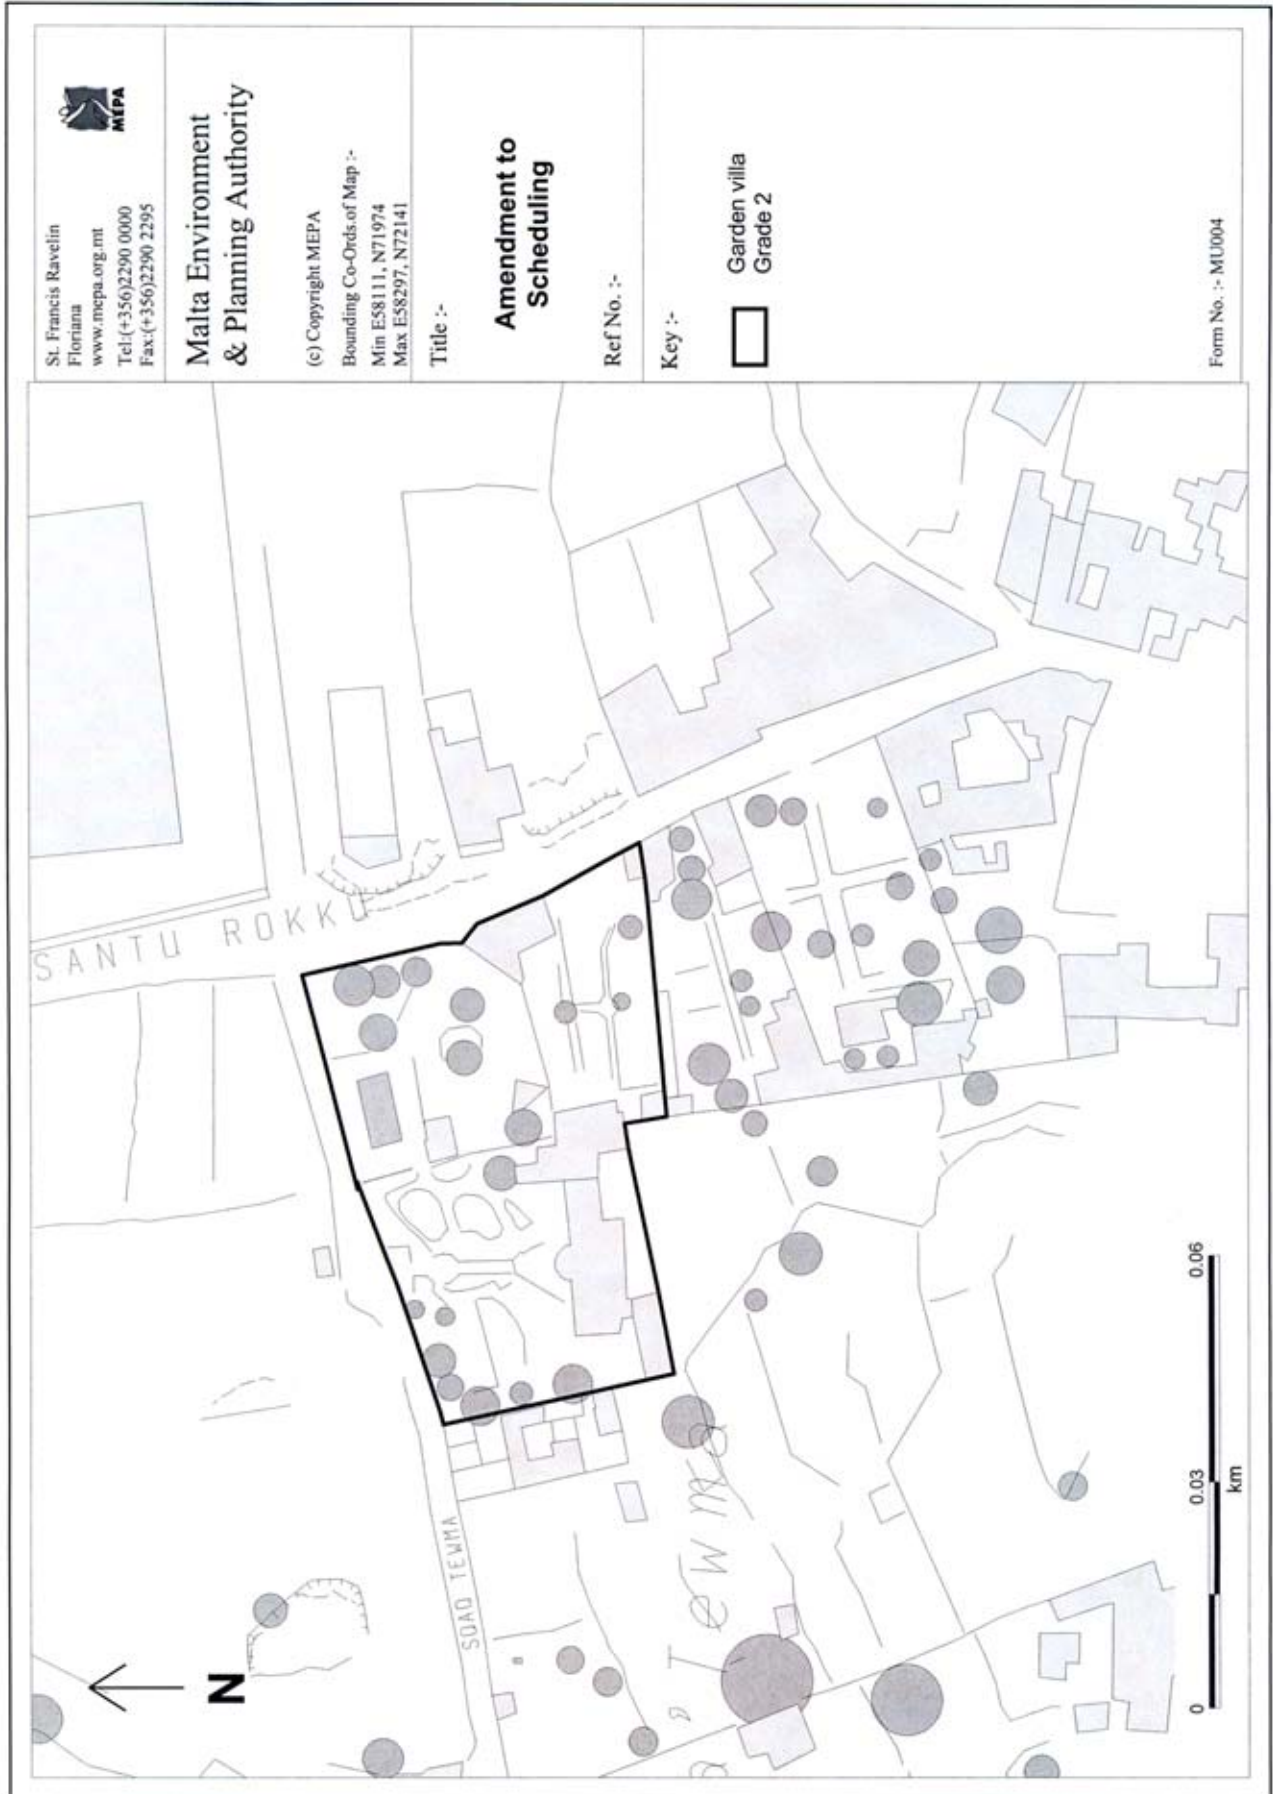 St. Francis Ravelin
Floriana
www.mepa.org.mt
Tel:(+356)2290 0000
Fax:(+356)2290 2295
MEPA
Malta Environment
& Planning Authority
(c) Copyright MEPA
Bounding Co-Ords.of Map :-
Min E58111, N71974
Max E58297, N72141
Title :-
Amendment to
Scheduling
Ref No. :-
Key :-
Garden villa
Grade 2
Form No. :- MU004
SANTU ROKKU
SQAQ TEWMA
Tewma
N
0
0.03
0.06
km